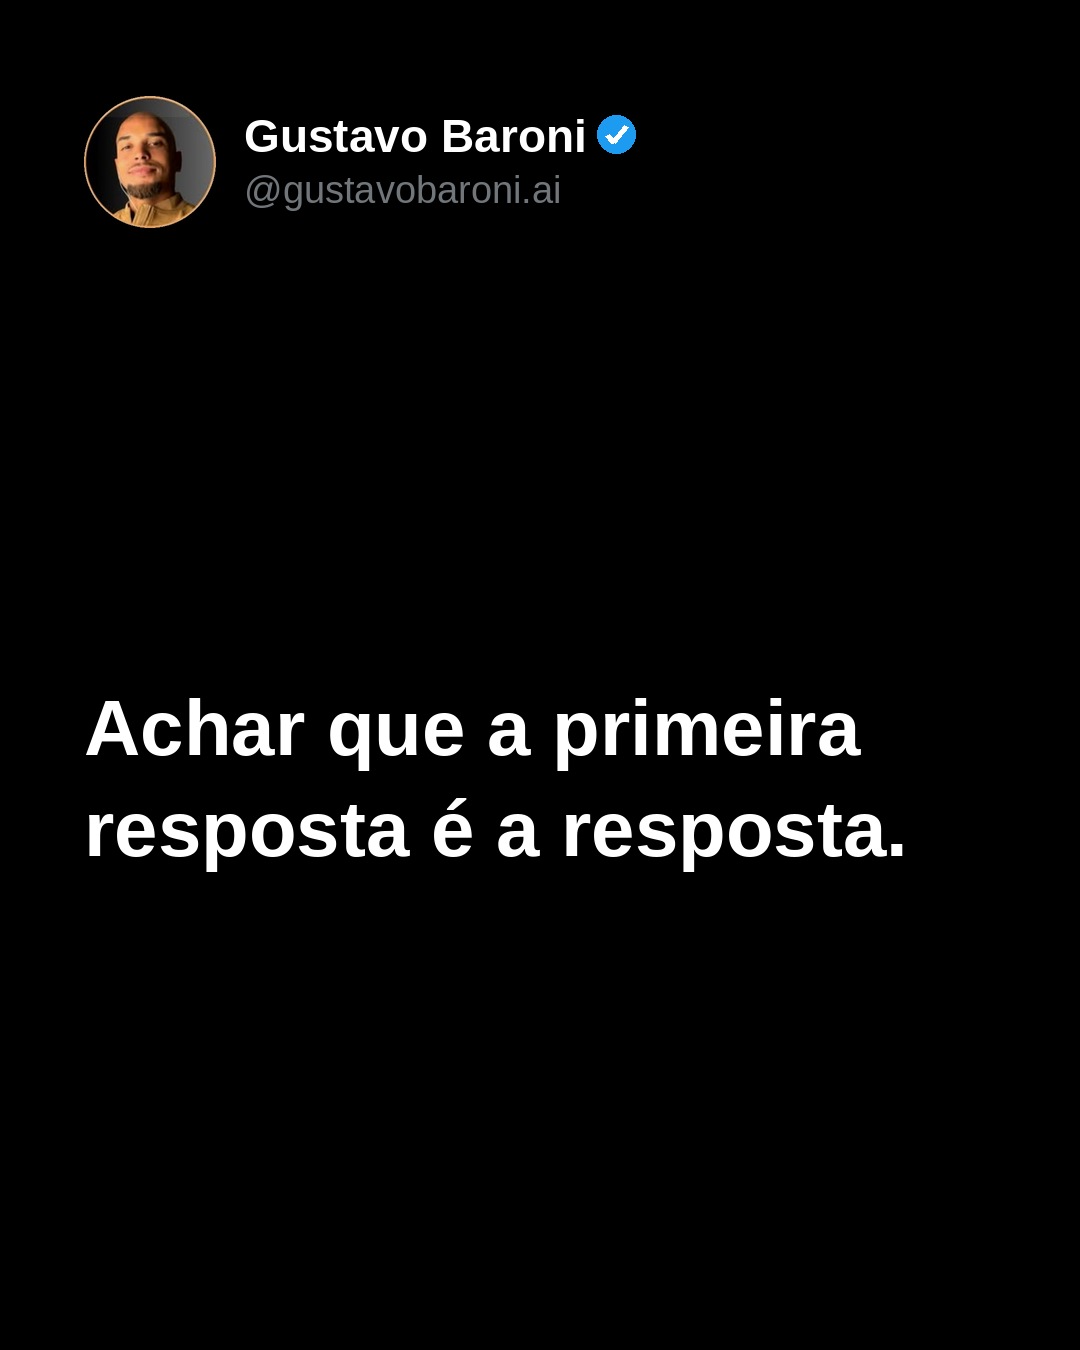 Gustavo Baroni
@gustavobaroni.ai
Achar que a primeira
resposta é a resposta.